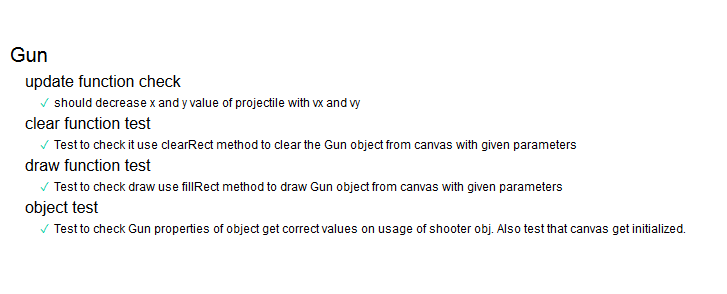 Gun
update function check
✓ should decrease x and y value of projectile with vx and vy
clear function test
✓ Test to check it use clearRect method to clear the Gun object from canvas with given parameters
draw function test
✓ Test to check draw use fillRect method to draw Gun object from canvas with given parameters
object test
✓ Test to check Gun properties of object get correct values on usage of shooter obj. Also test that canvas get initialized.